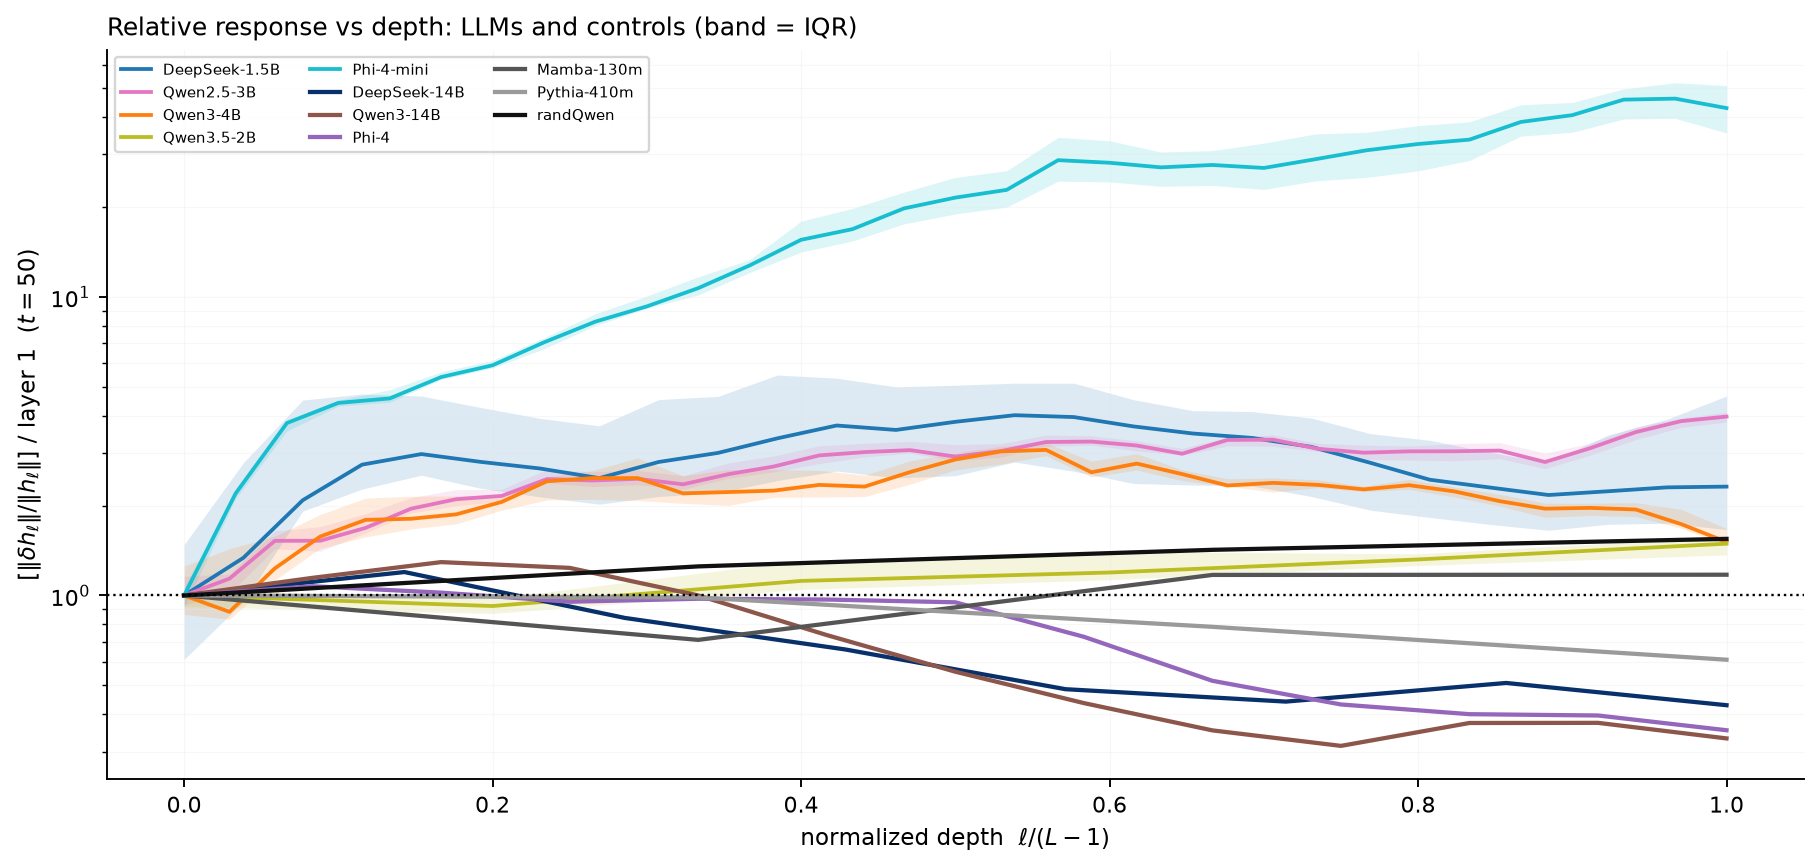 Relative response vs depth: LLMs and controls (band = IQR)
DeepSeek-1.5B
Qwen2.5-3B
Qwen3-4B
Qwen3.5-2B
Phi-4-mini
DeepSeek-14B
Qwen3-14B
Phi-4
Mamba-130m
Pythia-410m
randQwen
[‖δhℓ‖/‖hℓ‖] / layer 1 (t = 50)
10¹
10⁰
0.0 0.2 0.4 0.6 0.8 1.0
normalized depth ℓ/(L − 1)